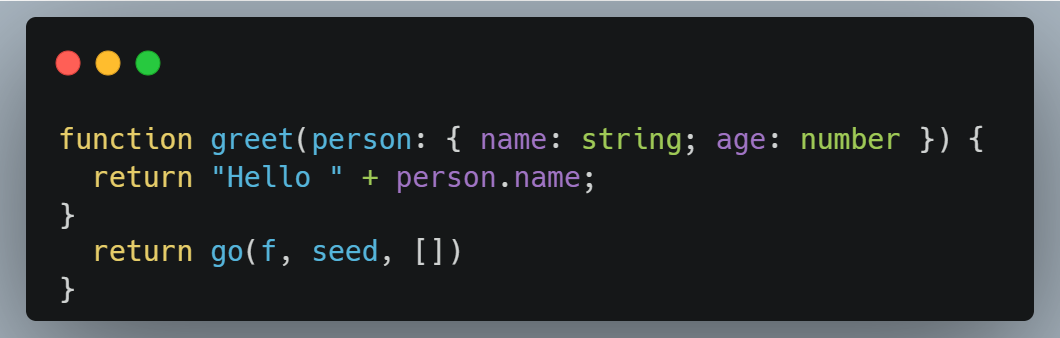 function greet(person: { name: string; age: number }) {
  return "Hello " + person.name;
}
  return go(f, seed, [])
}